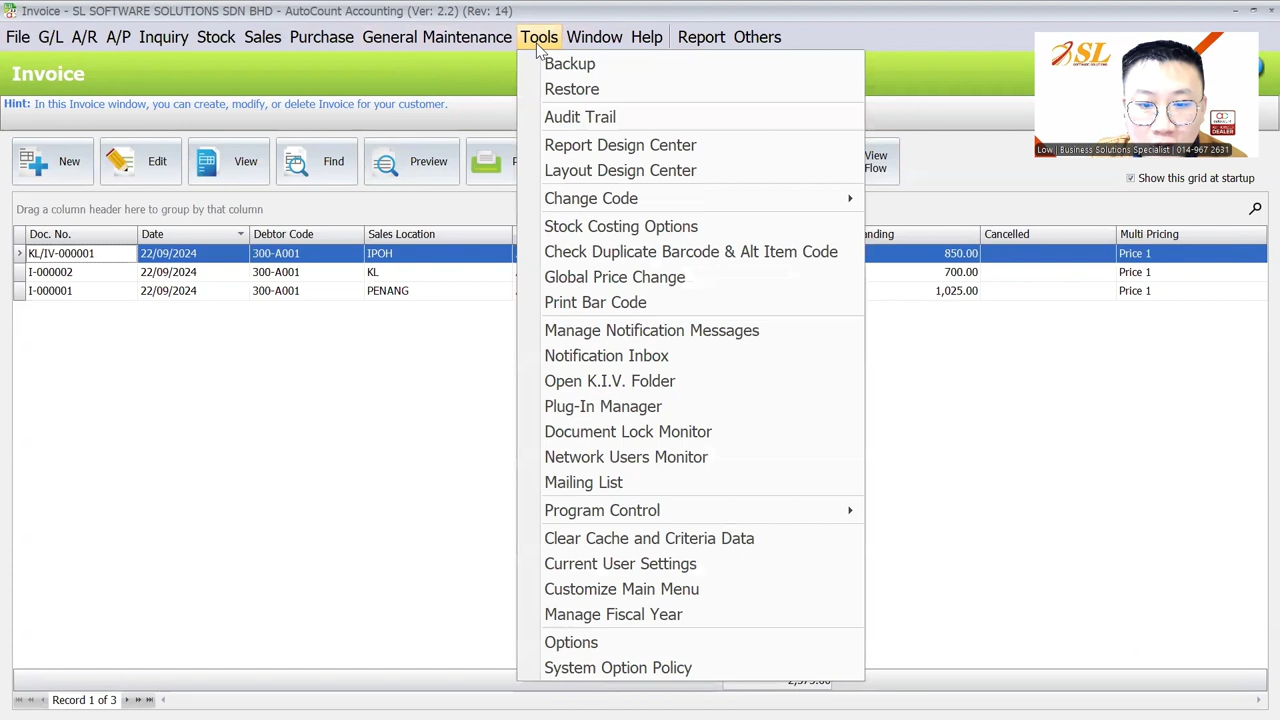 Invoice - SL SOFTWARE SOLUTIONS SDN BHD - AutoCount Accounting (Ver: 2.2) (Rev: 14)
File G/L A/R A/P Inquiry Stock Sales Purchase General Maintenance Tools Window Help Report Others
Invoice
Hint: In this Invoice window, you can create, modify, or delete Invoice for your customer.
New Edit View Find Preview
View
Flow
Show this grid at startup
Drag a column header here to group by that column
Doc. No. Date Debtor Code Sales Location Cancelled Multi Pricing
KL/IV-000001 22/09/2024 300-A001 IPOH 850.00 Price 1
I-000002 22/09/2024 300-A001 KL 700.00 Price 1
I-000001 22/09/2024 300-A001 PENANG 1,025.00 Price 1
Backup
Restore
Audit Trail
Report Design Center
Layout Design Center
Change Code
Stock Costing Options
Check Duplicate Barcode & Alt Item Code
Global Price Change
Print Bar Code
Manage Notification Messages
Notification Inbox
Open K.I.V. Folder
Plug-In Manager
Document Lock Monitor
Network Users Monitor
Mailing List
Program Control
Clear Cache and Criteria Data
Current User Settings
Customize Main Menu
Manage Fiscal Year
Options
System Option Policy
Record 1 of 3
SL
SOFTWARE SOLUTIONS
DEALER
Low | Business Solutions Specialist | 014-967 2631